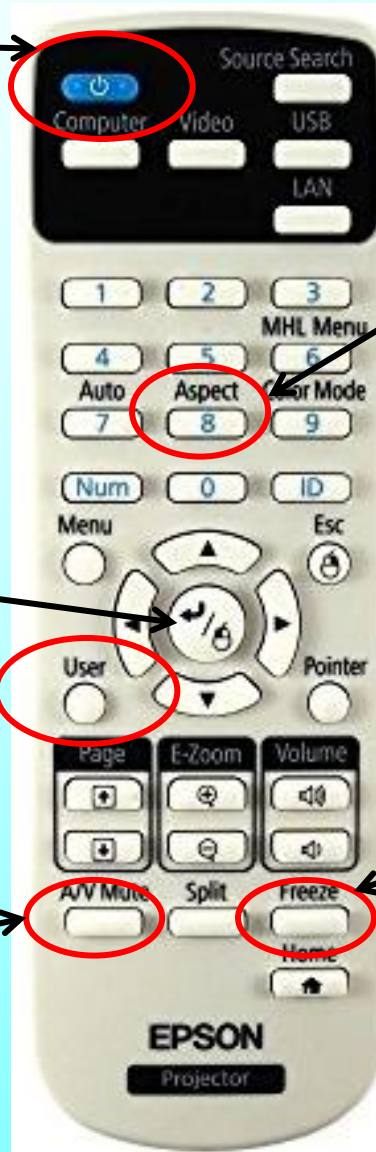 Source Search
Computer Video USB
LAN
1 2 3
MHL Menu
4 5 6
Auto Aspect Color Mode
7 8 9
Num 0 ID
Menu Esc
User Pointer
Page E-Zoom Volume
A/V Mute Split Freeze
Home
EPSON
Projector